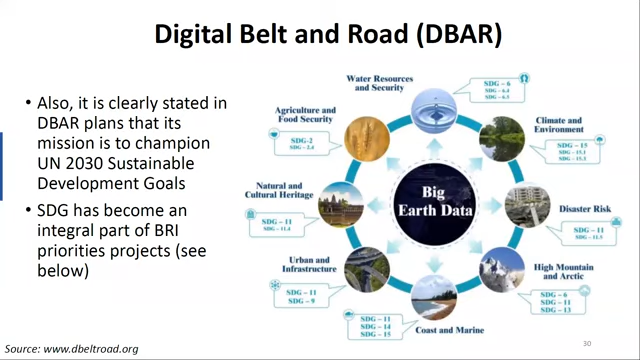 Digital Belt and Road (DBAR)
• Also, it is clearly stated in
DBAR plans that its
mission is to champion
UN 2030 Sustainable
Development Goals
• SDG has become an
integral part of BRI
priorities projects (see
below)
Water Resources
and Security
SDG – 6
SDG – 6.4
Climate and
Environment
SDG – 15
SDG – 15.1
SDG – 15.3
Disaster Risk
SDG – 11
SDG – 11.5
High Mountain
and Arctic
SDG – 6
SDG – 11
SDG – 13
Coast and Marine
SDG – 11
SDG – 14
SDG – 15
Urban and
Infrastructure
SDG – 11
SDG – 9
Natural and
Cultural Heritage
SDG – 11
SDG – 11.4
Agriculture and
Food Security
SDG-2
SDG – 2.4
Big
Earth Data
Source: www.dbeltroad.org
30